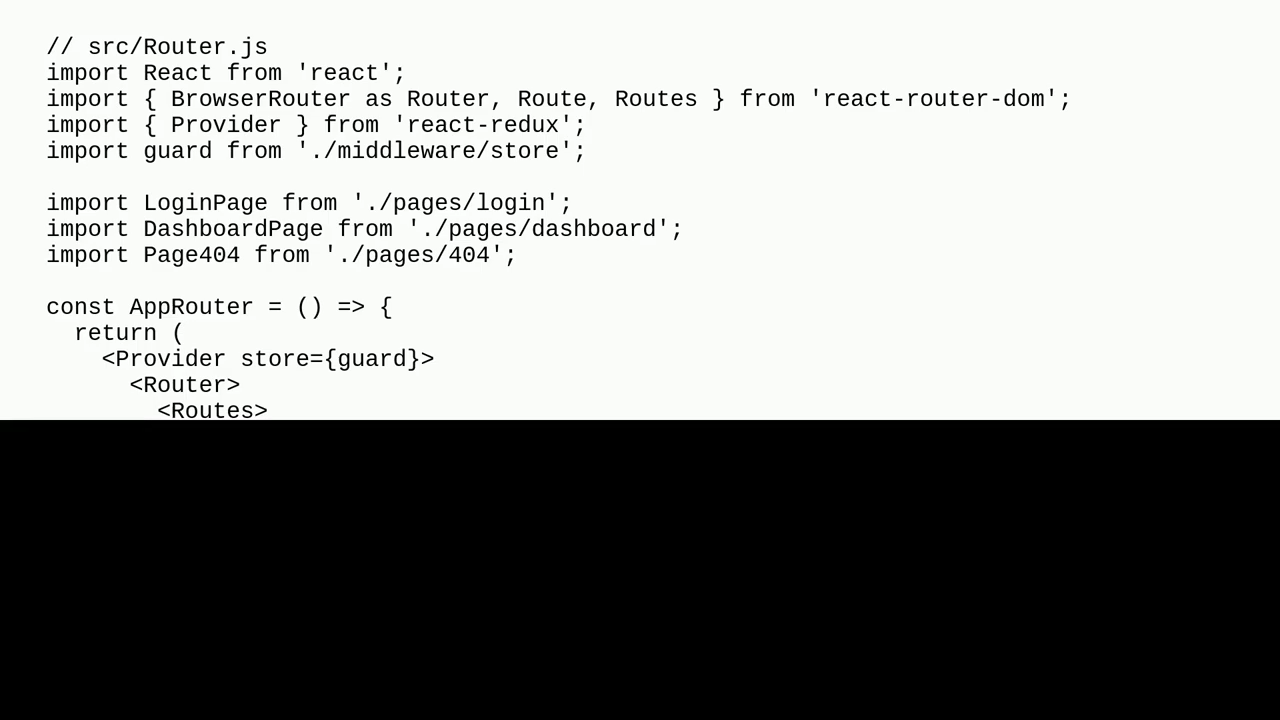 // src/Router.js
import React from 'react';
import { BrowserRouter as Router, Route, Routes } from 'react-router-dom';
import { Provider } from 'react-redux';
import guard from './middleware/store';

import LoginPage from './pages/login';
import DashboardPage from './pages/dashboard';
import Page404 from './pages/404';

const AppRouter = () => {
  return (
    <Provider store={guard}>
      <Router>
        <Routes>